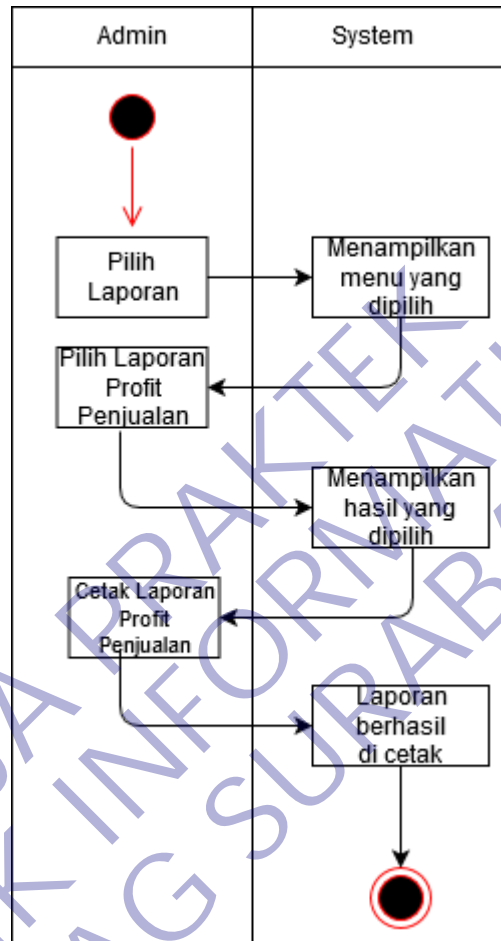 Admin
System
Pilih
Laporan
Menampilkan
menu yang
dipilih
Pilih Laporan
Profit
Penjualan
Menampilkan
hasil yang
dipilih
Cetak Laporan
Profit
Penjualan
Laporan
berhasil
di cetak
PRAKTEK